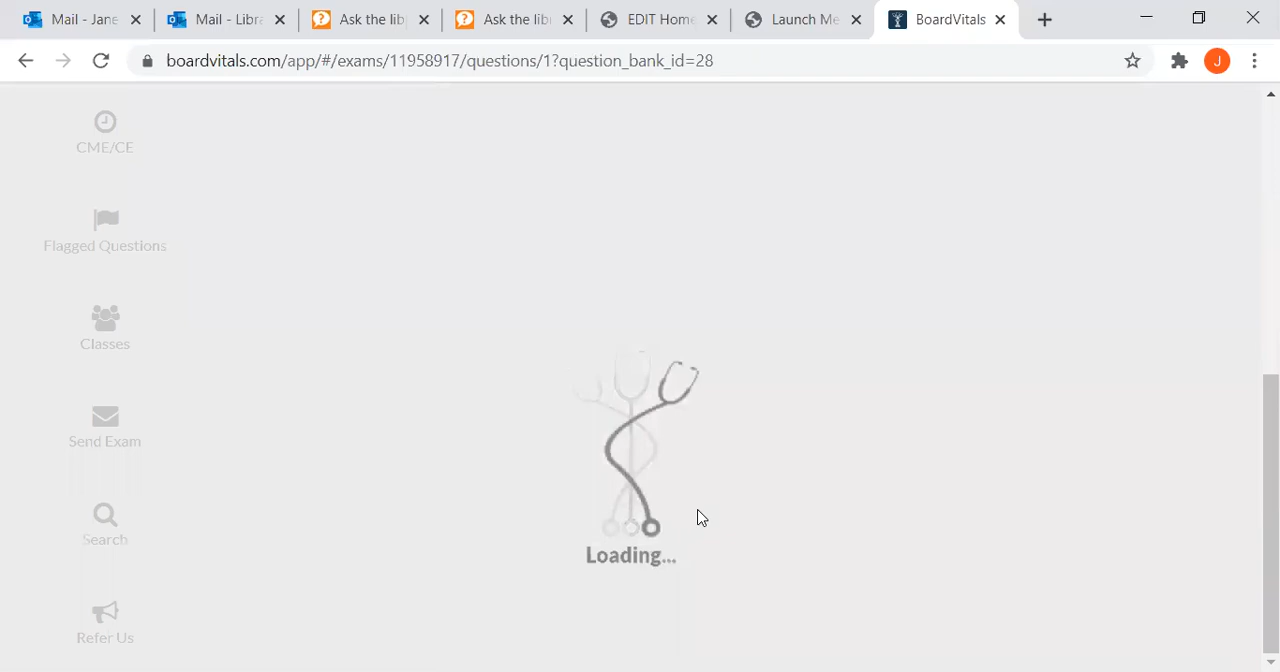 Mail - Jane
Mail - Libra
Ask the lib
Ask the lib
EDIT Home
Launch Me
BoardVitals
boardvitals.com/app/#/exams/11958917/questions/1?question_bank_id=28
J
CME/CE
Flagged Questions
Classes
Send Exam
Search
Refer Us
Loading...